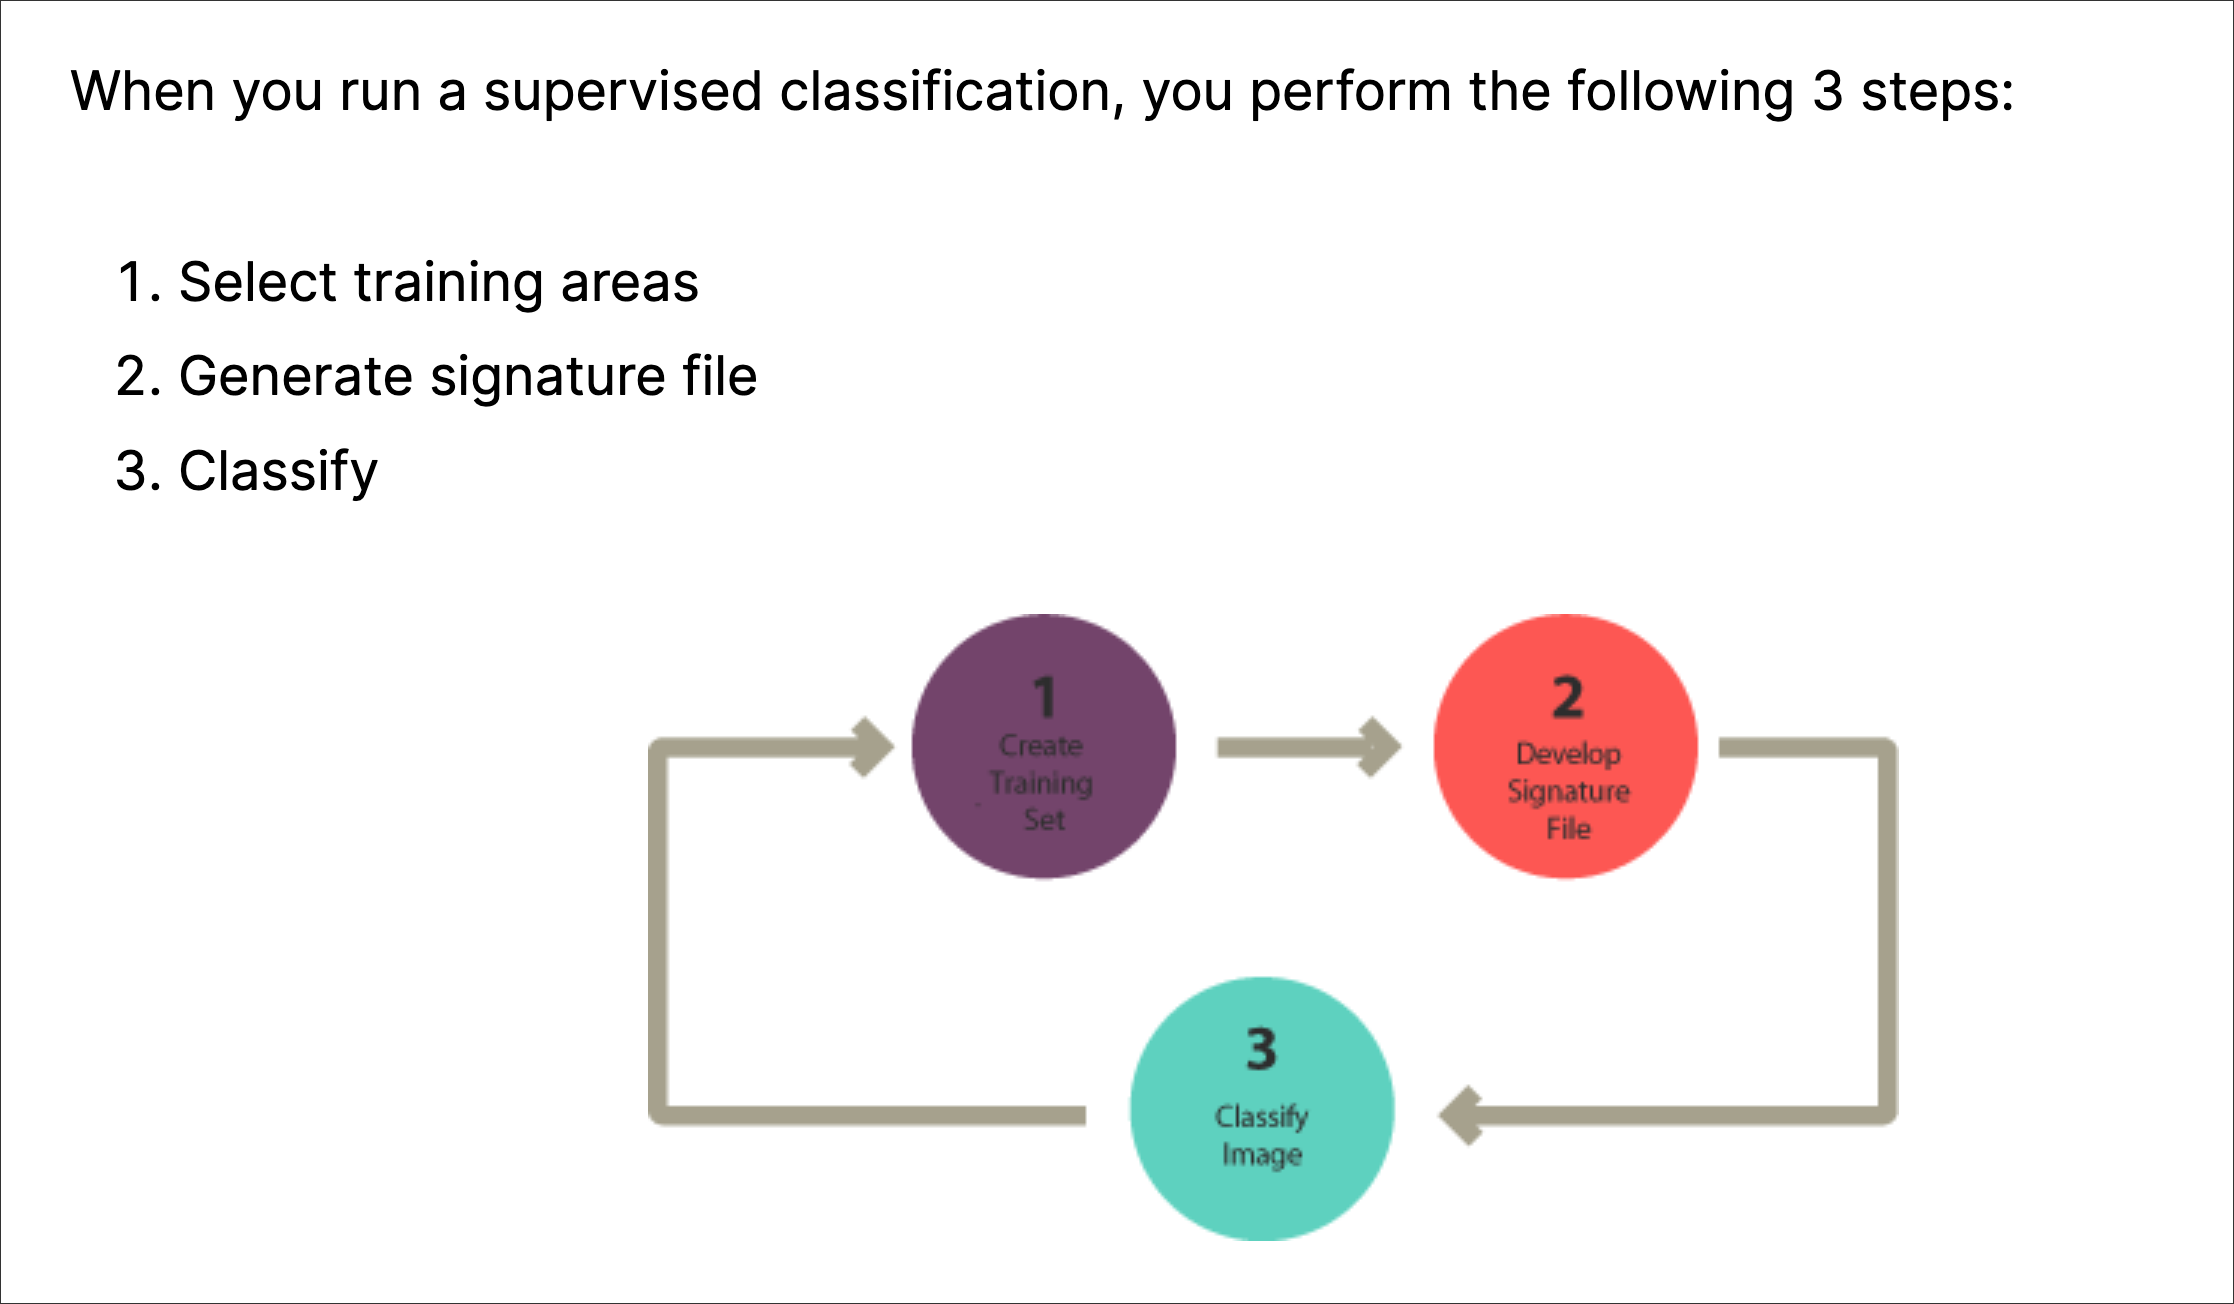 When you run a supervised classification, you perform the following 3 steps:
1. Select training areas
2. Generate signature file
3. Classify
1
Create
Training
Set
2
Develop
Signature
File
3
Classify
Image